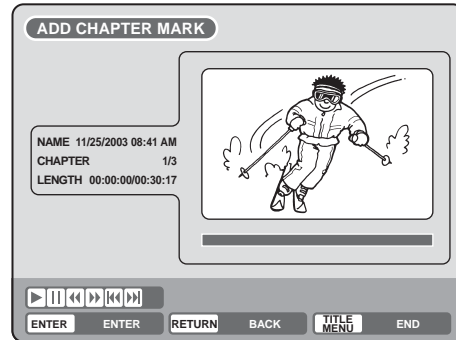 ADD CHAPTER MARK
NAME 11/25/2003 08:41 AM
CHAPTER 1/3
LENGTH 00:00:00/00:30:17
ENTER ENTER RETURN BACK TITLE MENU END